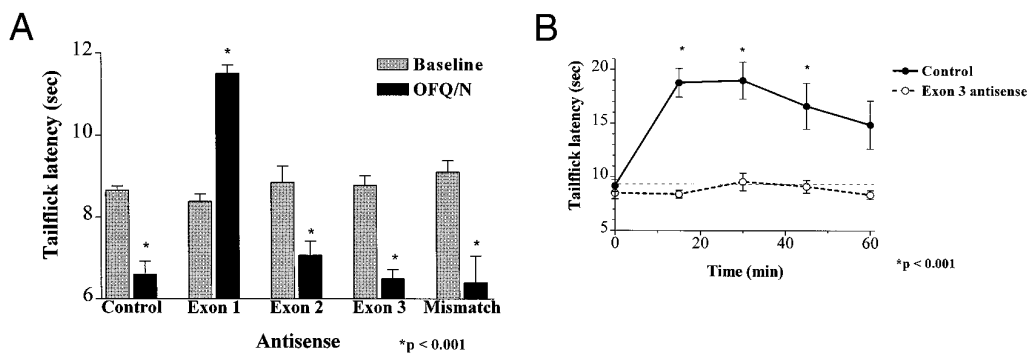 A
Tailflick latency (sec)
12
10
8
6
Baseline
OFQ/N
*
*
*
*
*
Control Exon 1 Exon 2 Exon 3 Mismatch
Antisense
*p < 0.001
B
Tailflick latency (sec)
20
15
10
5
* * *
Control
Exon 3 antisense
0 20 40 60
Time (min)
*p < 0.001